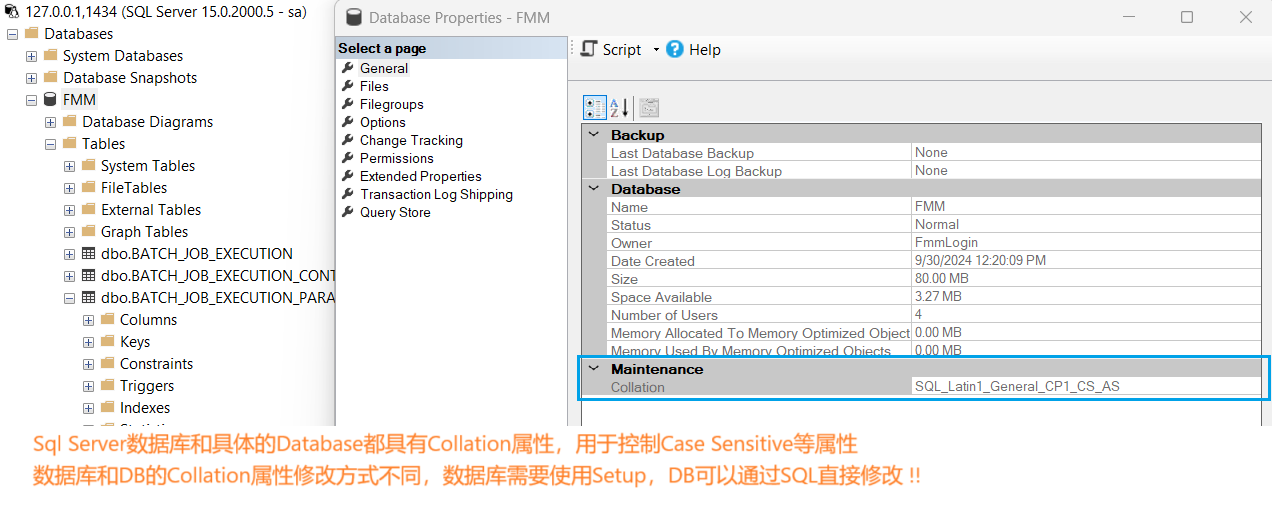 127.0.0.1,1434 (SQL Server 15.0.2000.5 - sa)
Databases
System Databases
Database Snapshots
FMM
Database Diagrams
Tables
System Tables
FileTables
External Tables
Graph Tables
dbo.BATCH_JOB_EXECUTION
dbo.BATCH_JOB_EXECUTION_CONT
dbo.BATCH_JOB_EXECUTION_PARA
Columns
Keys
Constraints
Triggers
Indexes
Database Properties - FMM
Select a page
General
Files
Filegroups
Options
Change Tracking
Permissions
Extended Properties
Transaction Log Shipping
Query Store
Script Help
Backup
Last Database Backup None
Last Database Log Backup None
Database
Name FMM
Status Normal
Owner FmmLogin
Date Created 9/30/2024 12:20:09 PM
Size 80.00 MB
Space Available 3.27 MB
Number of Users 4
Memory Allocated To Memory Optimized Object 0.00 MB
Memory Used By Memory Optimized Objects 0.00 MB
Maintenance
Collation SQL_Latin1_General_CP1_CS_AS
Sql Server数据库和具体的Database都具有Collation属性，用于控制Case Sensitive等属性
数据库和DB的Collation属性修改方式不同，数据库需要使用Setup，DB可以通过SQL直接修改 !!